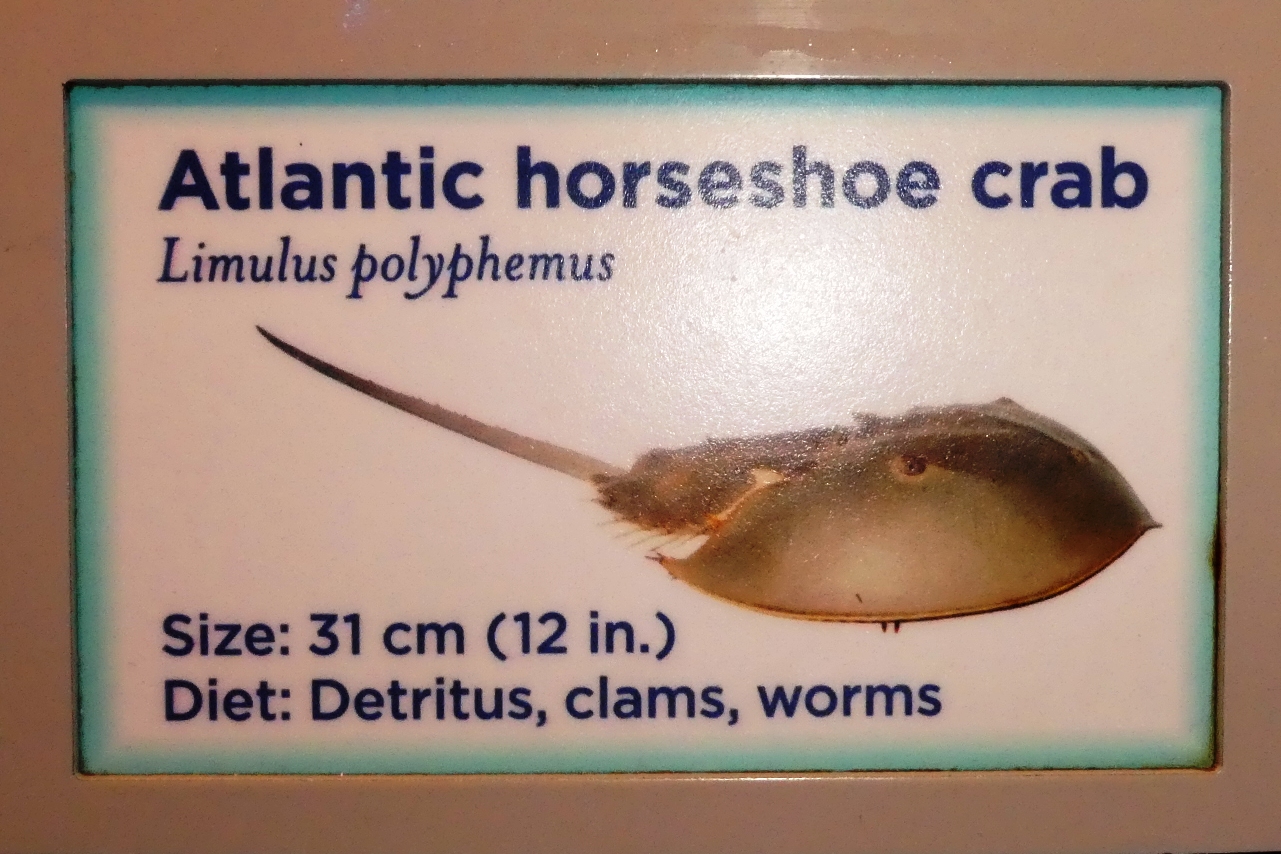 Atlantic horseshoe crab
Limulus polyphemus
Size: 31 cm (12 in.)
Diet: Detritus, clams, worms